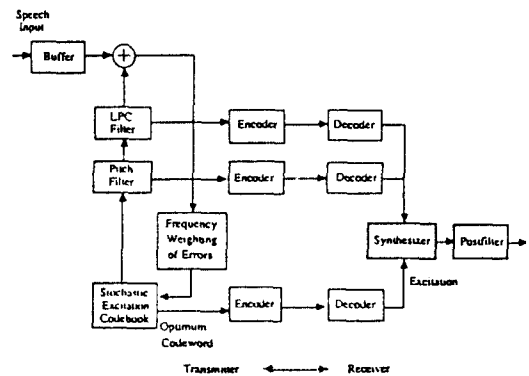 Speech
Input
Buffer
+
LPC
Filter
Encoder
Decoder
Pitch
Filter
Encoder
Decoder
Frequency
Weighting
of Errors
Synthesizer
Postfilter
Excitation
Stochastic
Excitation
Codebook
Encoder
Decoder
Optimum
Codeword
Transmitter
Receiver